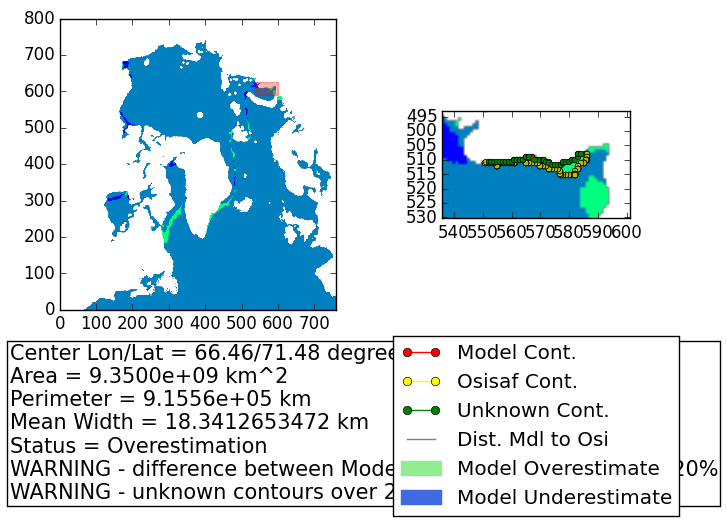 800
700
600
500
400
300
200
100
0
0 100 200 300 400 500 600 700
495
500
505
510
515
520
525
530
540 550 560 570 580 590 600
Center Lon/Lat = 66.46/71.48 degre
Area = 9.3500e+09 km^2
Perimeter = 9.1556e+05 km
Mean Width = 18.3412653472 km
Status = Overestimation
WARNING - difference between Mode 20%
WARNING - unknown contours over 2
Model Cont.
Osisaf Cont.
Unknown Cont.
Dist. Mdl to Osi
Model Overestimate
Model Underestimate